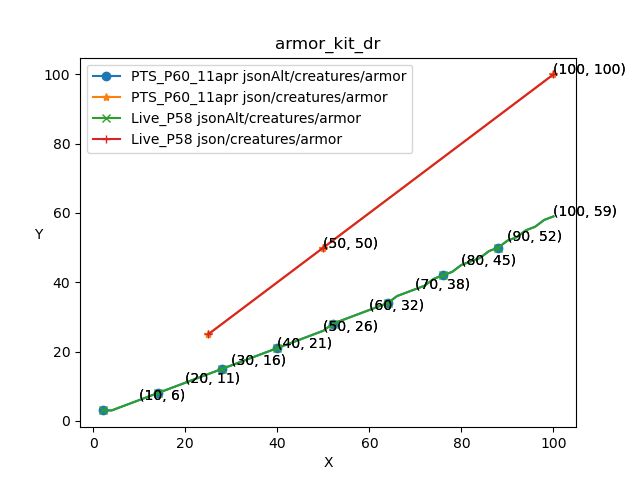 armor_kit_dr
PTS_P60_11apr jsonAlt/creatures/armor
PTS_P60_11apr json/creatures/armor
Live_P58 jsonAlt/creatures/armor
Live_P58 json/creatures/armor
(100, 100)
(50, 50)
(100, 59)
(90, 52)
(80, 45)
(70, 38)
(60, 32)
(50, 26)
(40, 21)
(30, 16)
(20, 11)
(10, 6)
Y
100
80
60
40
20
0
0 20 40 60 80 100
X